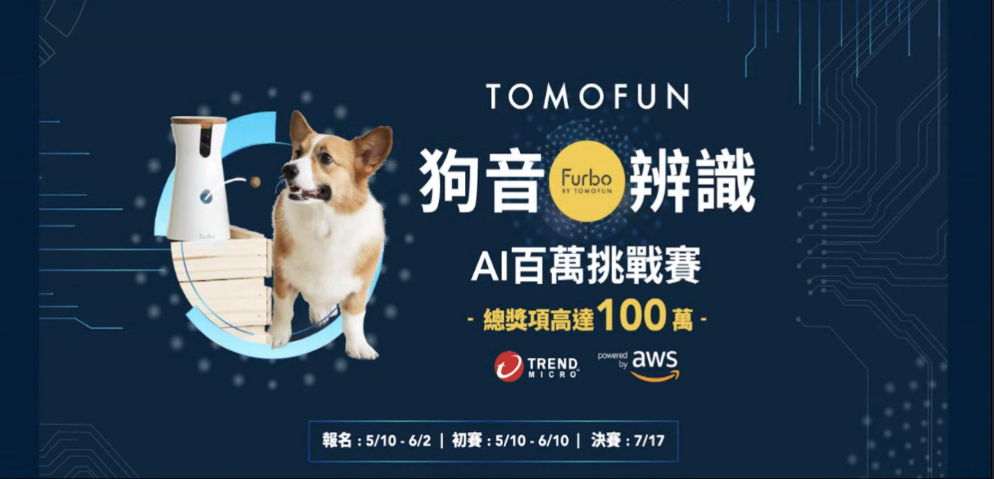 TOMOFUN
狗音 Furbo BY TOMOFUN 辨識
AI百萬挑戰賽
- 總獎項高達100萬 -
TREND MICRO powered by aws
報名 : 5/10 - 6/2 | 初賽 : 5/10 - 6/10 | 決賽 : 7/17
Furbo